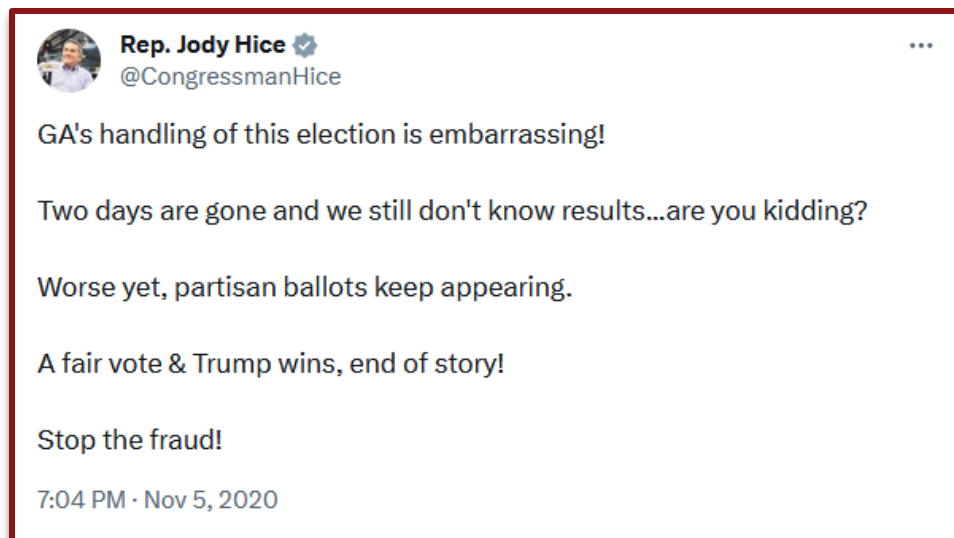 Rep. Jody Hice
@CongressmanHice
GA's handling of this election is embarrassing!
Two days are gone and we still don't know results...are you kidding?
Worse yet, partisan ballots keep appearing.
A fair vote & Trump wins, end of story!
Stop the fraud!
7:04 PM · Nov 5, 2020